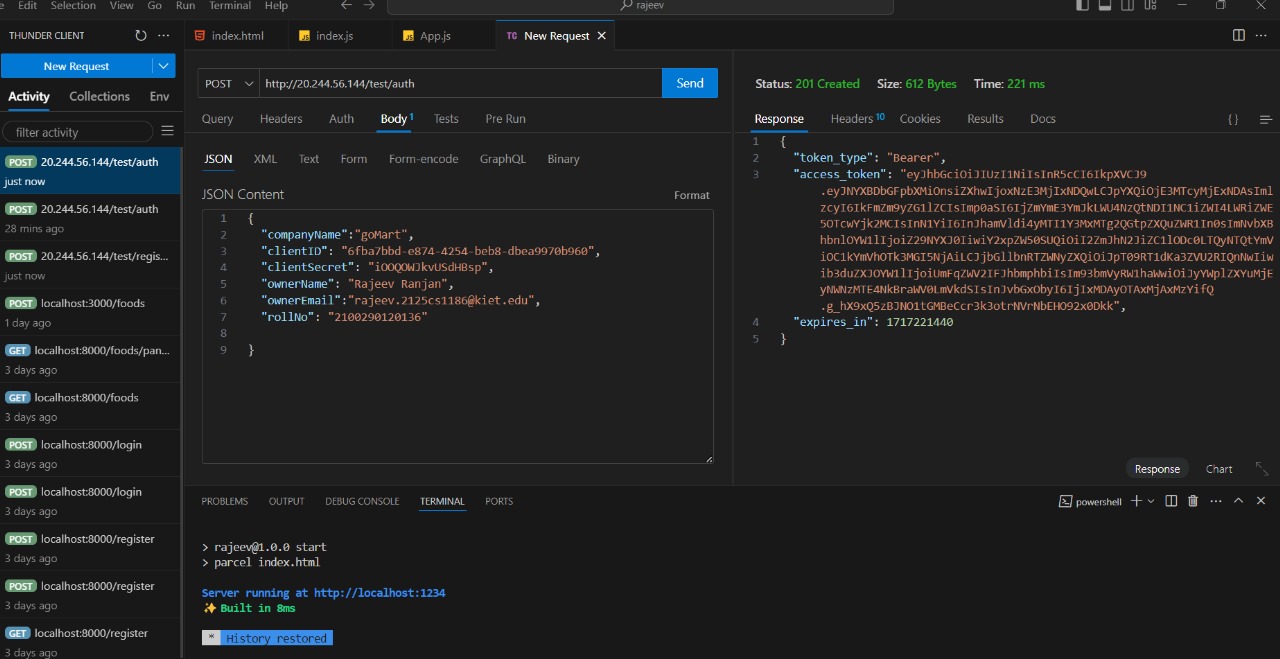 Edit Selection View Go Run Terminal Help
rajeev
THUNDER CLIENT
New Request
Activity Collections Env
filter activity
POST 20.244.56.144/test/auth
just now
POST 20.244.56.144/test/auth
28 mins ago
POST 20.244.56.144/test/regis...
POST localhost:3000/foods
1 day ago
GET localhost:8000/foods/pan...
3 days ago
GET localhost:8000/foods
3 days ago
POST localhost:8000/login
3 days ago
POST localhost:8000/login
3 days ago
POST localhost:8000/register
3 days ago
POST localhost:8000/register
3 days ago
GET localhost:8000/register
3 days ago
index.html index.js App.js TC New Request
POST http://20.244.56.144/test/auth Send
Query Headers Auth Body 1 Tests Pre Run
JSON XML Text Form Form-encode GraphQL Binary
JSON Content Format
1 {
2 "companyName":"goMart",
3 "clientID": "6fba7bbd-e874-4254-beb8-dbea9970b960",
4 "clientSecret": "iOOQOWJkvUSdHBsp",
5 "ownerName": "Rajeev Ranjan",
6 "ownerEmail":"rajeev.2125cs1186@kiet.edu",
7 "rollNo": "2100290120136"
8
9 }
Status: 201 Created Size: 612 Bytes Time: 221 ms
Response Headers 10 Cookies Results Docs { }
1 {
2 "token_type": "Bearer",
3 "access_token": "eyJhbGciOiJIUzI1NiIsInR5cCI6IkpXVCJ9
4 "expires_in": 1717221440
5 }
Response Chart
PROBLEMS OUTPUT DEBUG CONSOLE TERMINAL PORTS
powershell
> rajeev@1.0.0 start
> parcel index.html
Server running at http://localhost:1234
✨ Built in 8ms
* History restored